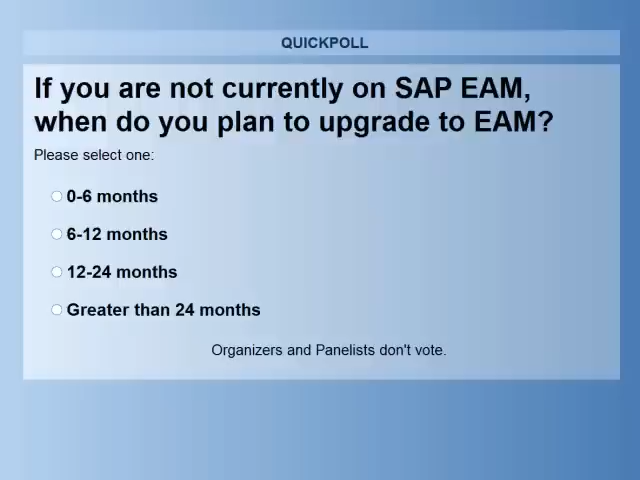 QUICKPOLL
If you are not currently on SAP EAM,
when do you plan to upgrade to EAM?
Please select one:
0-6 months
6-12 months
12-24 months
Greater than 24 months
Organizers and Panelists don't vote.